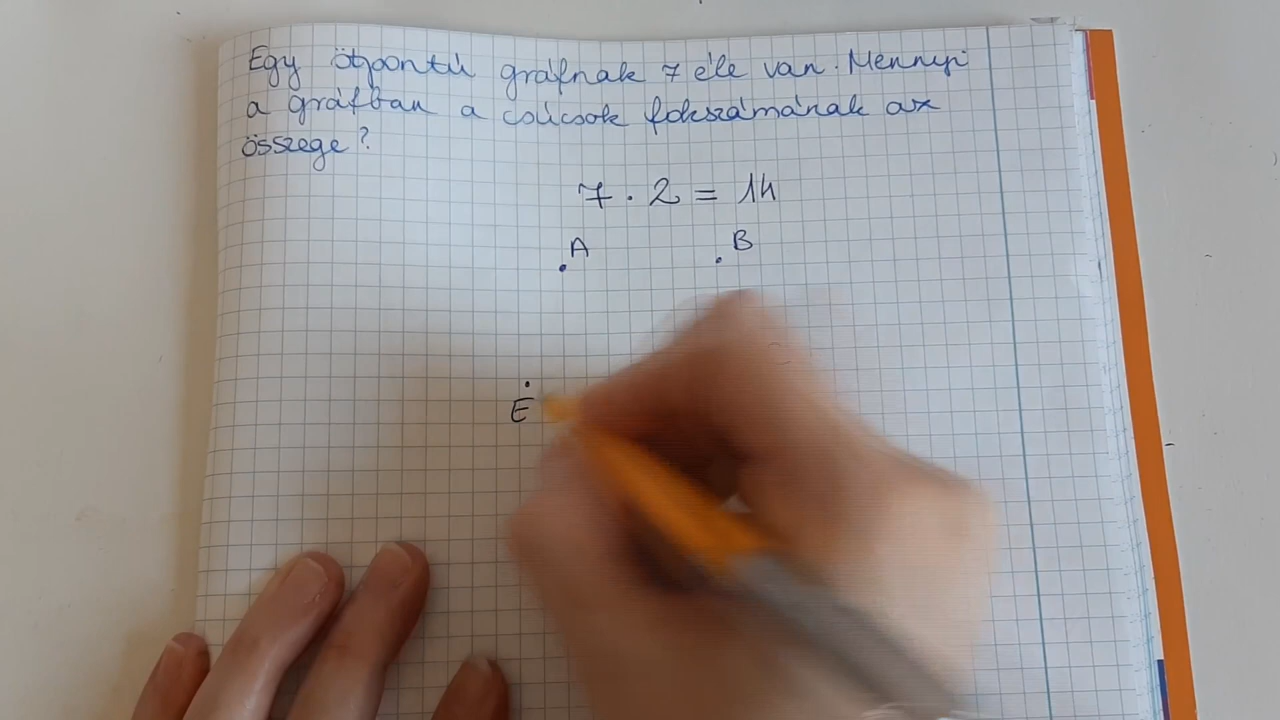 Egy ötpontú gráfnak 7 éle van. Mennyi
a gráfban a csúcsok fokszámának az
összege?
7 · 2 = 14
A B
E